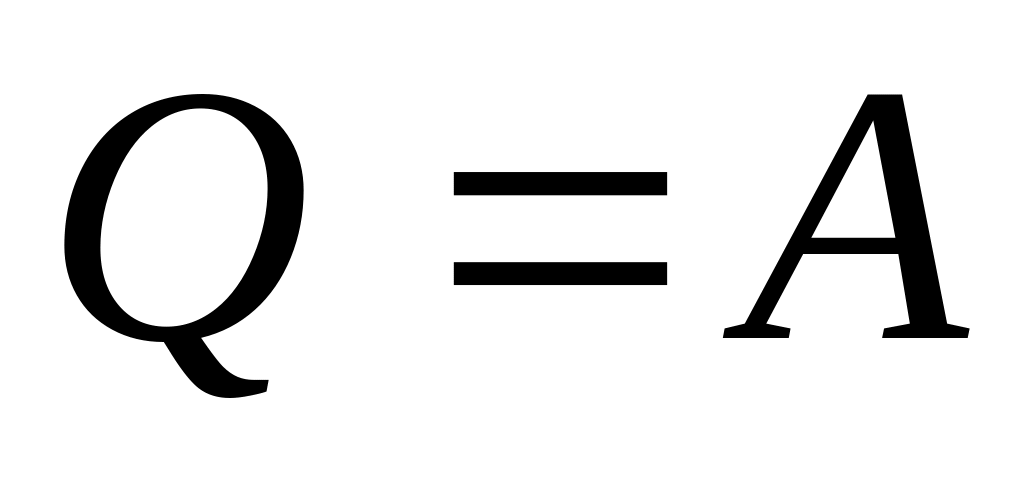 Q = A